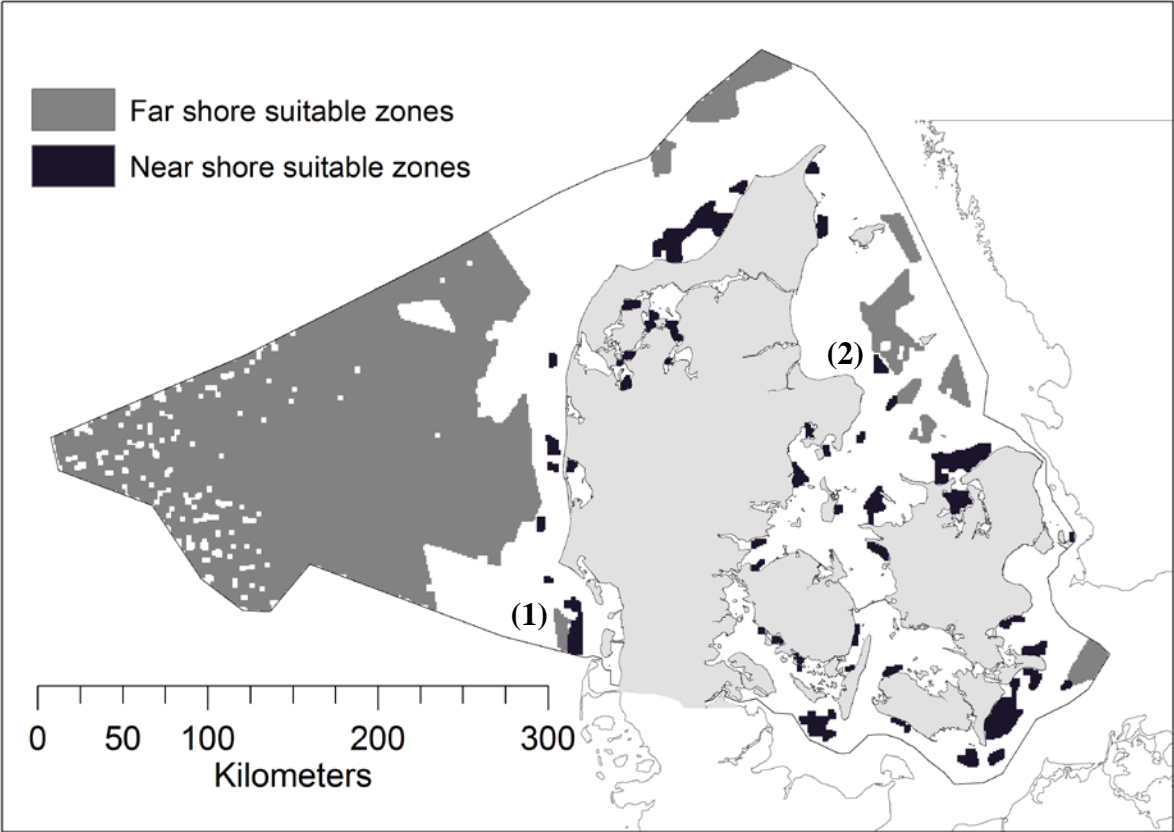 Far shore suitable zones
Near shore suitable zones
(2)
(1)
0 50 100 200 300
Kilometers